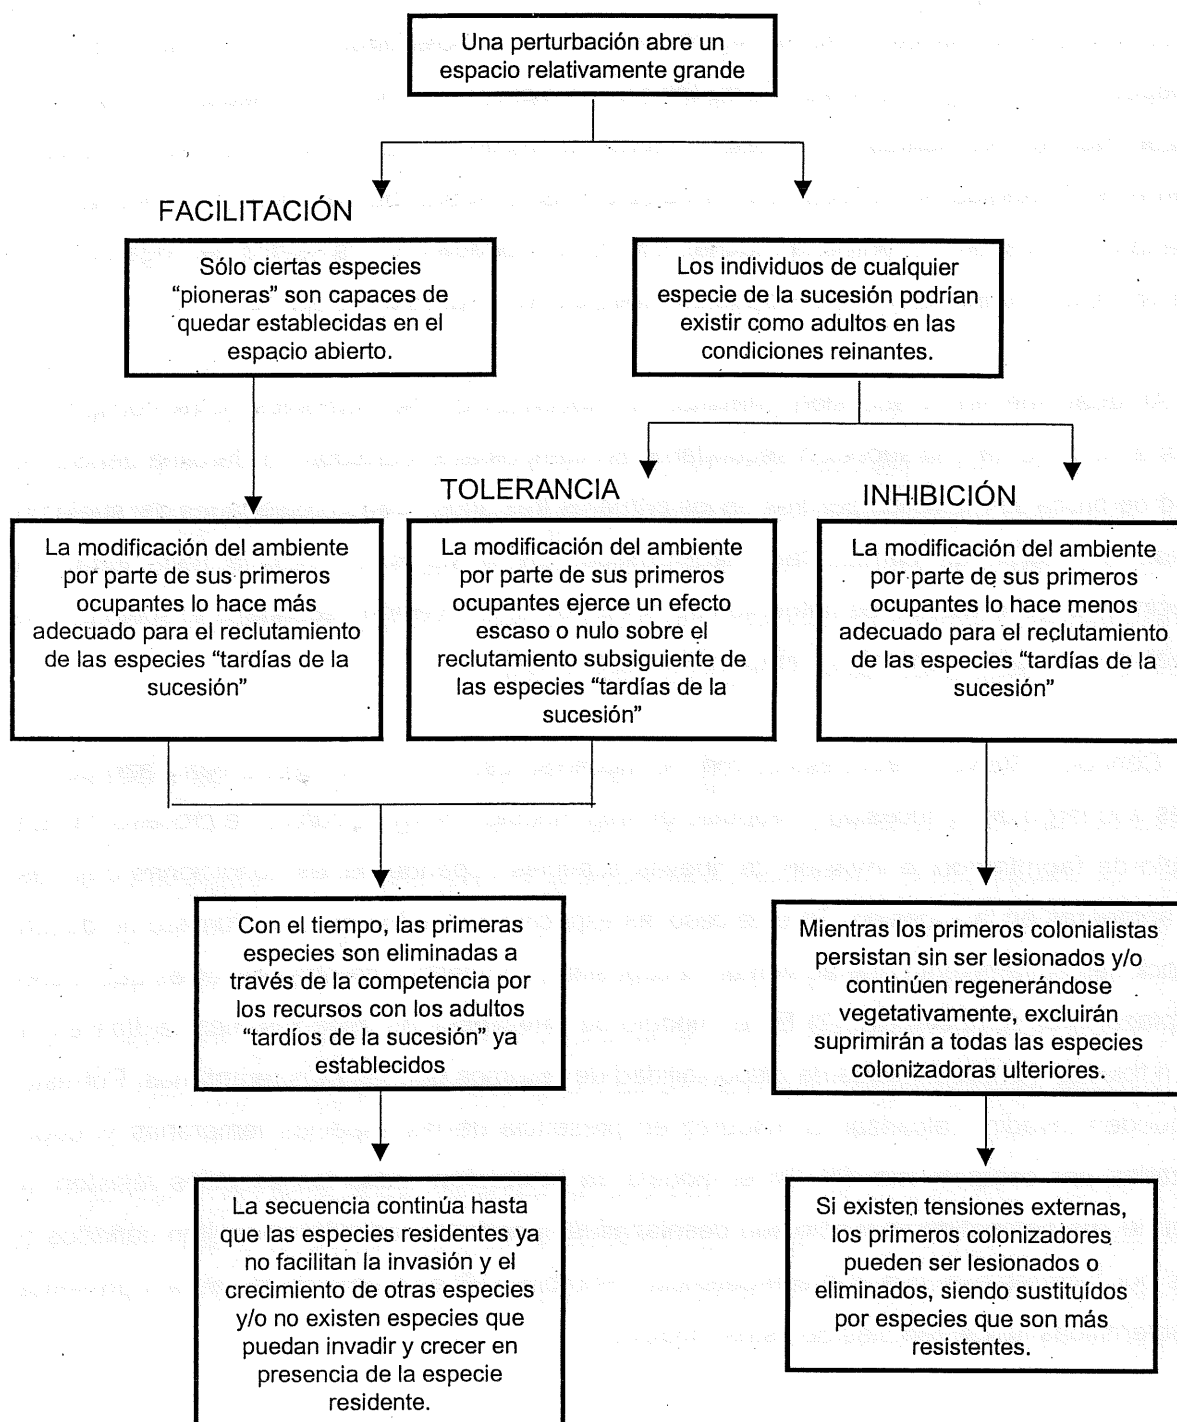 Una perturbación abre un
espacio relativamente grande
FACILITACIÓN
Sólo ciertas especies
“pioneras” son capaces de
quedar establecidas en el
espacio abierto.
Los individuos de cualquier
especie de la sucesión podrían
existir como adultos en las
condiciones reinantes.
TOLERANCIA
INHIBICIÓN
La modificación del ambiente
por parte de sus primeros
ocupantes lo hace más
adecuado para el reclutamiento
de las especies “tardías de la
sucesión”
La modificación del ambiente
por parte de sus primeros
ocupantes ejerce un efecto
escaso o nulo sobre el
reclutamiento subsiguiente de
las especies “tardías de la
sucesión”
La modificación del ambiente
por parte de sus primeros
ocupantes lo hace menos
adecuado para el reclutamiento
de las especies “tardías de la
sucesión”
Con el tiempo, las primeras
especies son eliminadas a
través de la competencia por
los recursos con los adultos
“tardíos de la sucesión” ya
establecidos
Mientras los primeros colonialistas
persistan sin ser lesionados y/o
continúen regenerándose
vegetativamente, excluirán
suprimirán a todas las especies
colonizadoras ulteriores.
La secuencia continúa hasta
que las especies residentes ya
no facilitan la invasión y el
crecimiento de otras especies
y/o no existen especies que
puedan invadir y crecer en
presencia de la especie
residente.
Si existen tensiones externas,
los primeros colonizadores
pueden ser lesionados o
eliminados, siendo sustituídos
por especies que son más
resistentes.